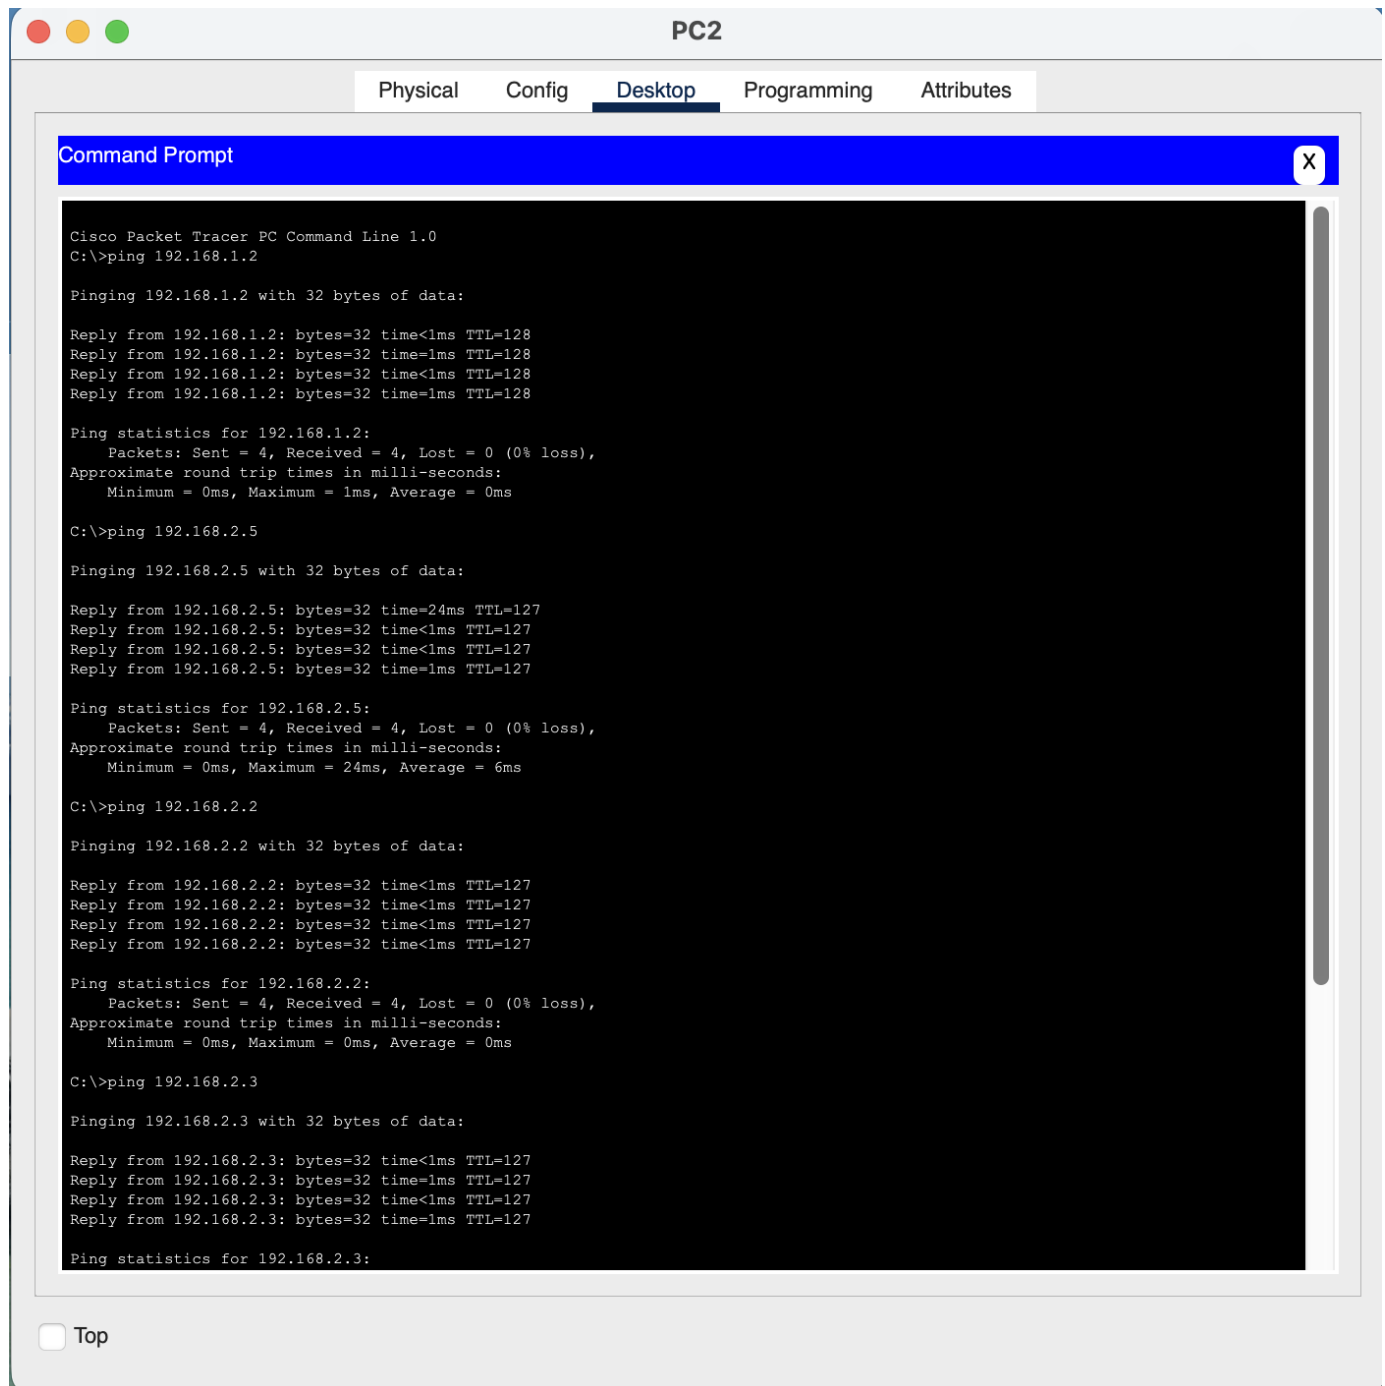 PC2
Physical Config Desktop Programming Attributes
Command Prompt
X
Cisco Packet Tracer PC Command Line 1.0
C:\>ping 192.168.1.2
Pinging 192.168.1.2 with 32 bytes of data:
Reply from 192.168.1.2: bytes=32 time<1ms TTL=128
Reply from 192.168.1.2: bytes=32 time=1ms TTL=128
Reply from 192.168.1.2: bytes=32 time<1ms TTL=128
Reply from 192.168.1.2: bytes=32 time=1ms TTL=128
Ping statistics for 192.168.1.2:
    Packets: Sent = 4, Received = 4, Lost = 0 (0% loss),
Approximate round trip times in milli-seconds:
    Minimum = 0ms, Maximum = 1ms, Average = 0ms
C:\>ping 192.168.2.5
Pinging 192.168.2.5 with 32 bytes of data:
Reply from 192.168.2.5: bytes=32 time=24ms TTL=127
Reply from 192.168.2.5: bytes=32 time<1ms TTL=127
Reply from 192.168.2.5: bytes=32 time<1ms TTL=127
Reply from 192.168.2.5: bytes=32 time=1ms TTL=127
Ping statistics for 192.168.2.5:
    Packets: Sent = 4, Received = 4, Lost = 0 (0% loss),
Approximate round trip times in milli-seconds:
    Minimum = 0ms, Maximum = 24ms, Average = 6ms
C:\>ping 192.168.2.2
Pinging 192.168.2.2 with 32 bytes of data:
Reply from 192.168.2.2: bytes=32 time<1ms TTL=127
Reply from 192.168.2.2: bytes=32 time<1ms TTL=127
Reply from 192.168.2.2: bytes=32 time<1ms TTL=127
Reply from 192.168.2.2: bytes=32 time<1ms TTL=127
Ping statistics for 192.168.2.2:
    Packets: Sent = 4, Received = 4, Lost = 0 (0% loss),
Approximate round trip times in milli-seconds:
    Minimum = 0ms, Maximum = 0ms, Average = 0ms
C:\>ping 192.168.2.3
Pinging 192.168.2.3 with 32 bytes of data:
Reply from 192.168.2.3: bytes=32 time<1ms TTL=127
Reply from 192.168.2.3: bytes=32 time=1ms TTL=127
Reply from 192.168.2.3: bytes=32 time<1ms TTL=127
Reply from 192.168.2.3: bytes=32 time=1ms TTL=127
Ping statistics for 192.168.2.3:
Top